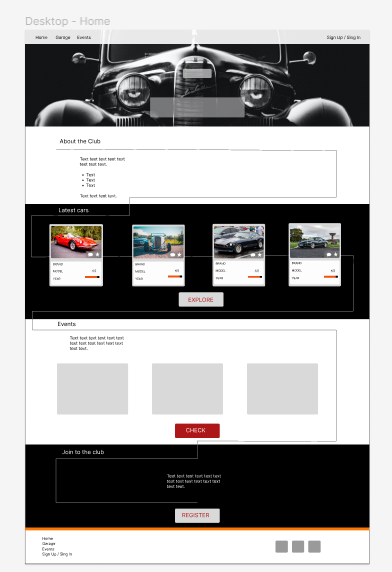 Desktop - Home
Home Garage Events Sign Up / Sing In
About the Club
Text text text text text
text text text.
• Text
• Text
• Text
Text text text text.
Latest cars
BRAND BRAND BRAND BRAND
MODEL MODEL MODEL MODEL
YEAR YEAR YEAR YEAR
EXPLORE
Events
Text text text text text
text text text text text
text text.
CHECK
Join to the club
Text text text text text text
text text text text text text
text text.
REGISTER
Home
Garage
Events
Sign Up / Sing In